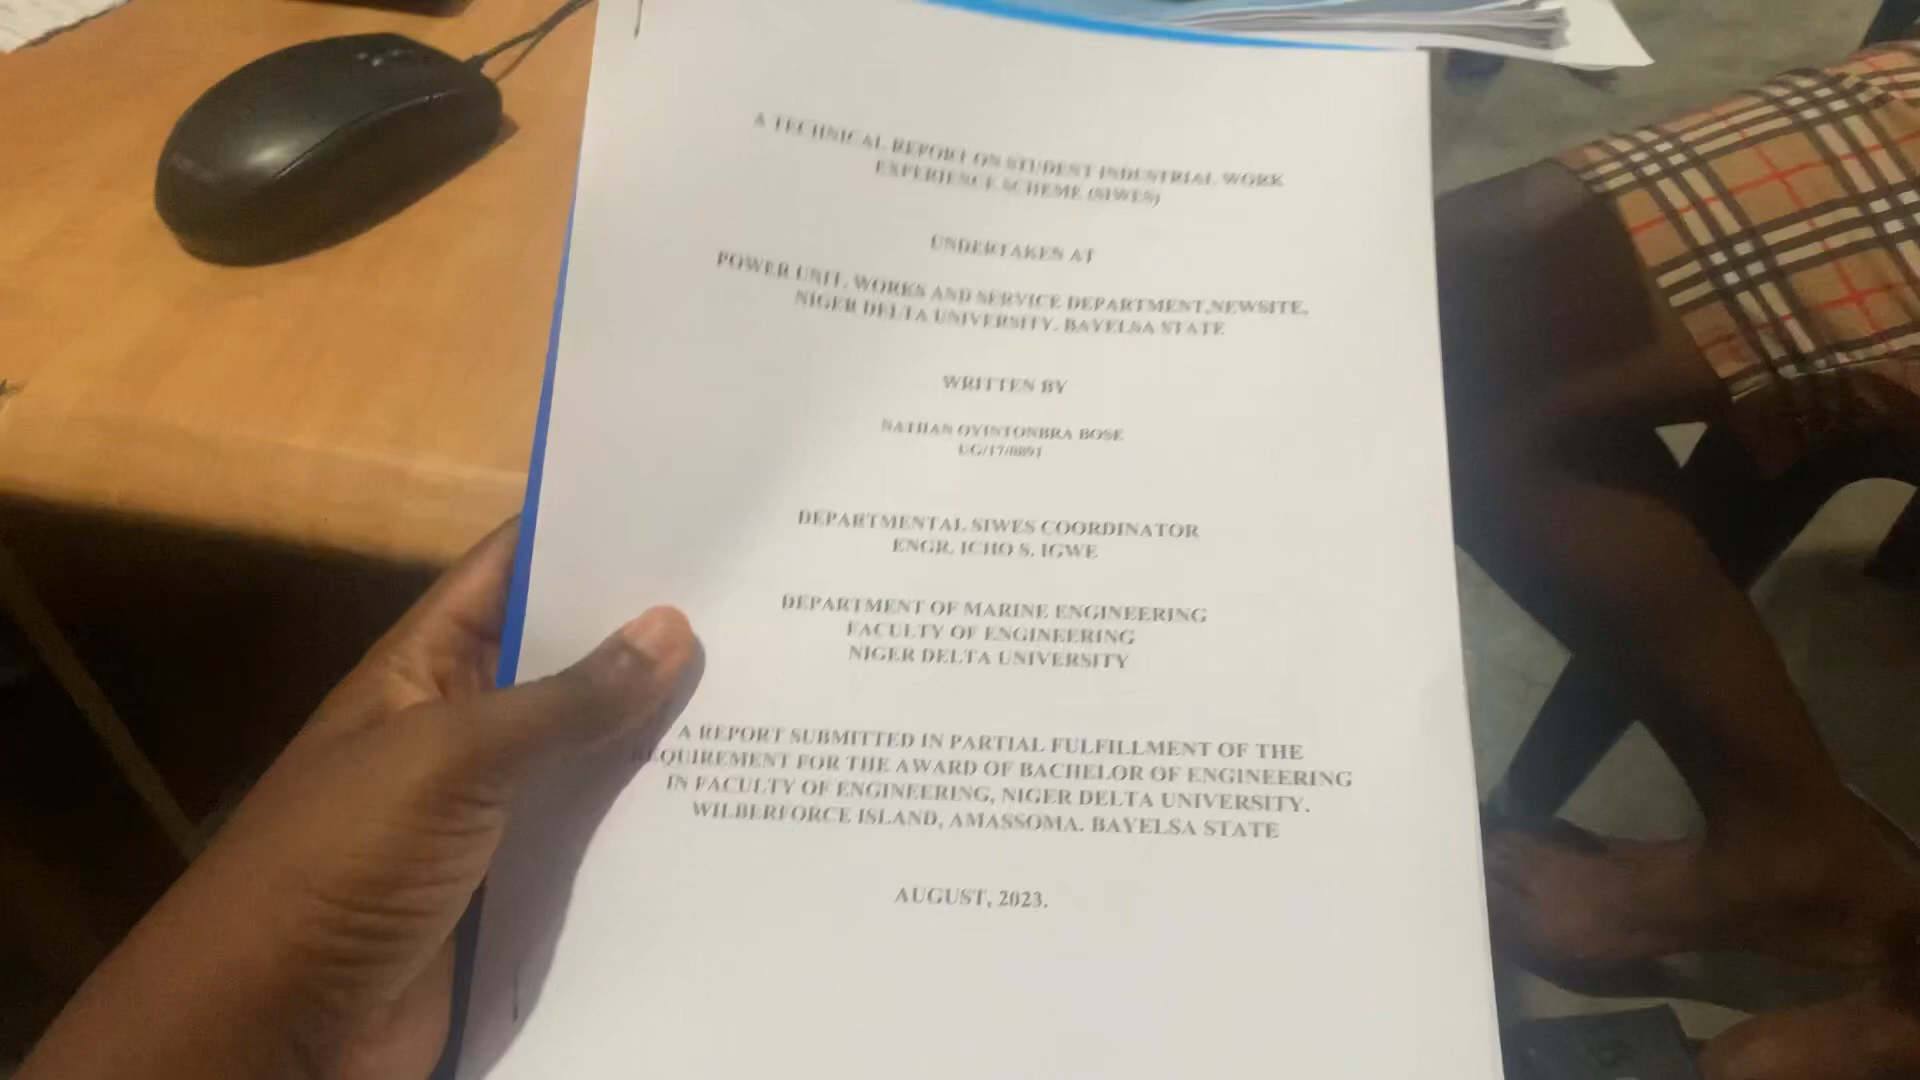 A TECHNICAL REPORT ON STUDENT INDUSTRIAL WORK
EXPERIENCE SCHEME (SIWES)
UNDERTAKES AT
POWER UNIT, WORKS AND SERVICE DEPARTMENT,NEWSITE,
NIGER DELTA UNIVERSITY, BAYELSA STATE
WRITTEN BY
NATHAN OYINTONBRA BOSE
DEPARTMENTAL SIWES COORDINATOR
ENGR. ICHO S. IGWE
DEPARTMENT OF MARINE ENGINEERING
FACULTY OF ENGINEERING
NIGER DELTA UNIVERSITY
A REPORT SUBMITTED IN PARTIAL FULFILLMENT OF THE
REQUIREMENT FOR THE AWARD OF BACHELOR OF ENGINEERING
IN FACULTY OF ENGINEERING, NIGER DELTA UNIVERSITY.
WILBERFORCE ISLAND, AMASSOMA. BAYELSA STATE
AUGUST, 2023.